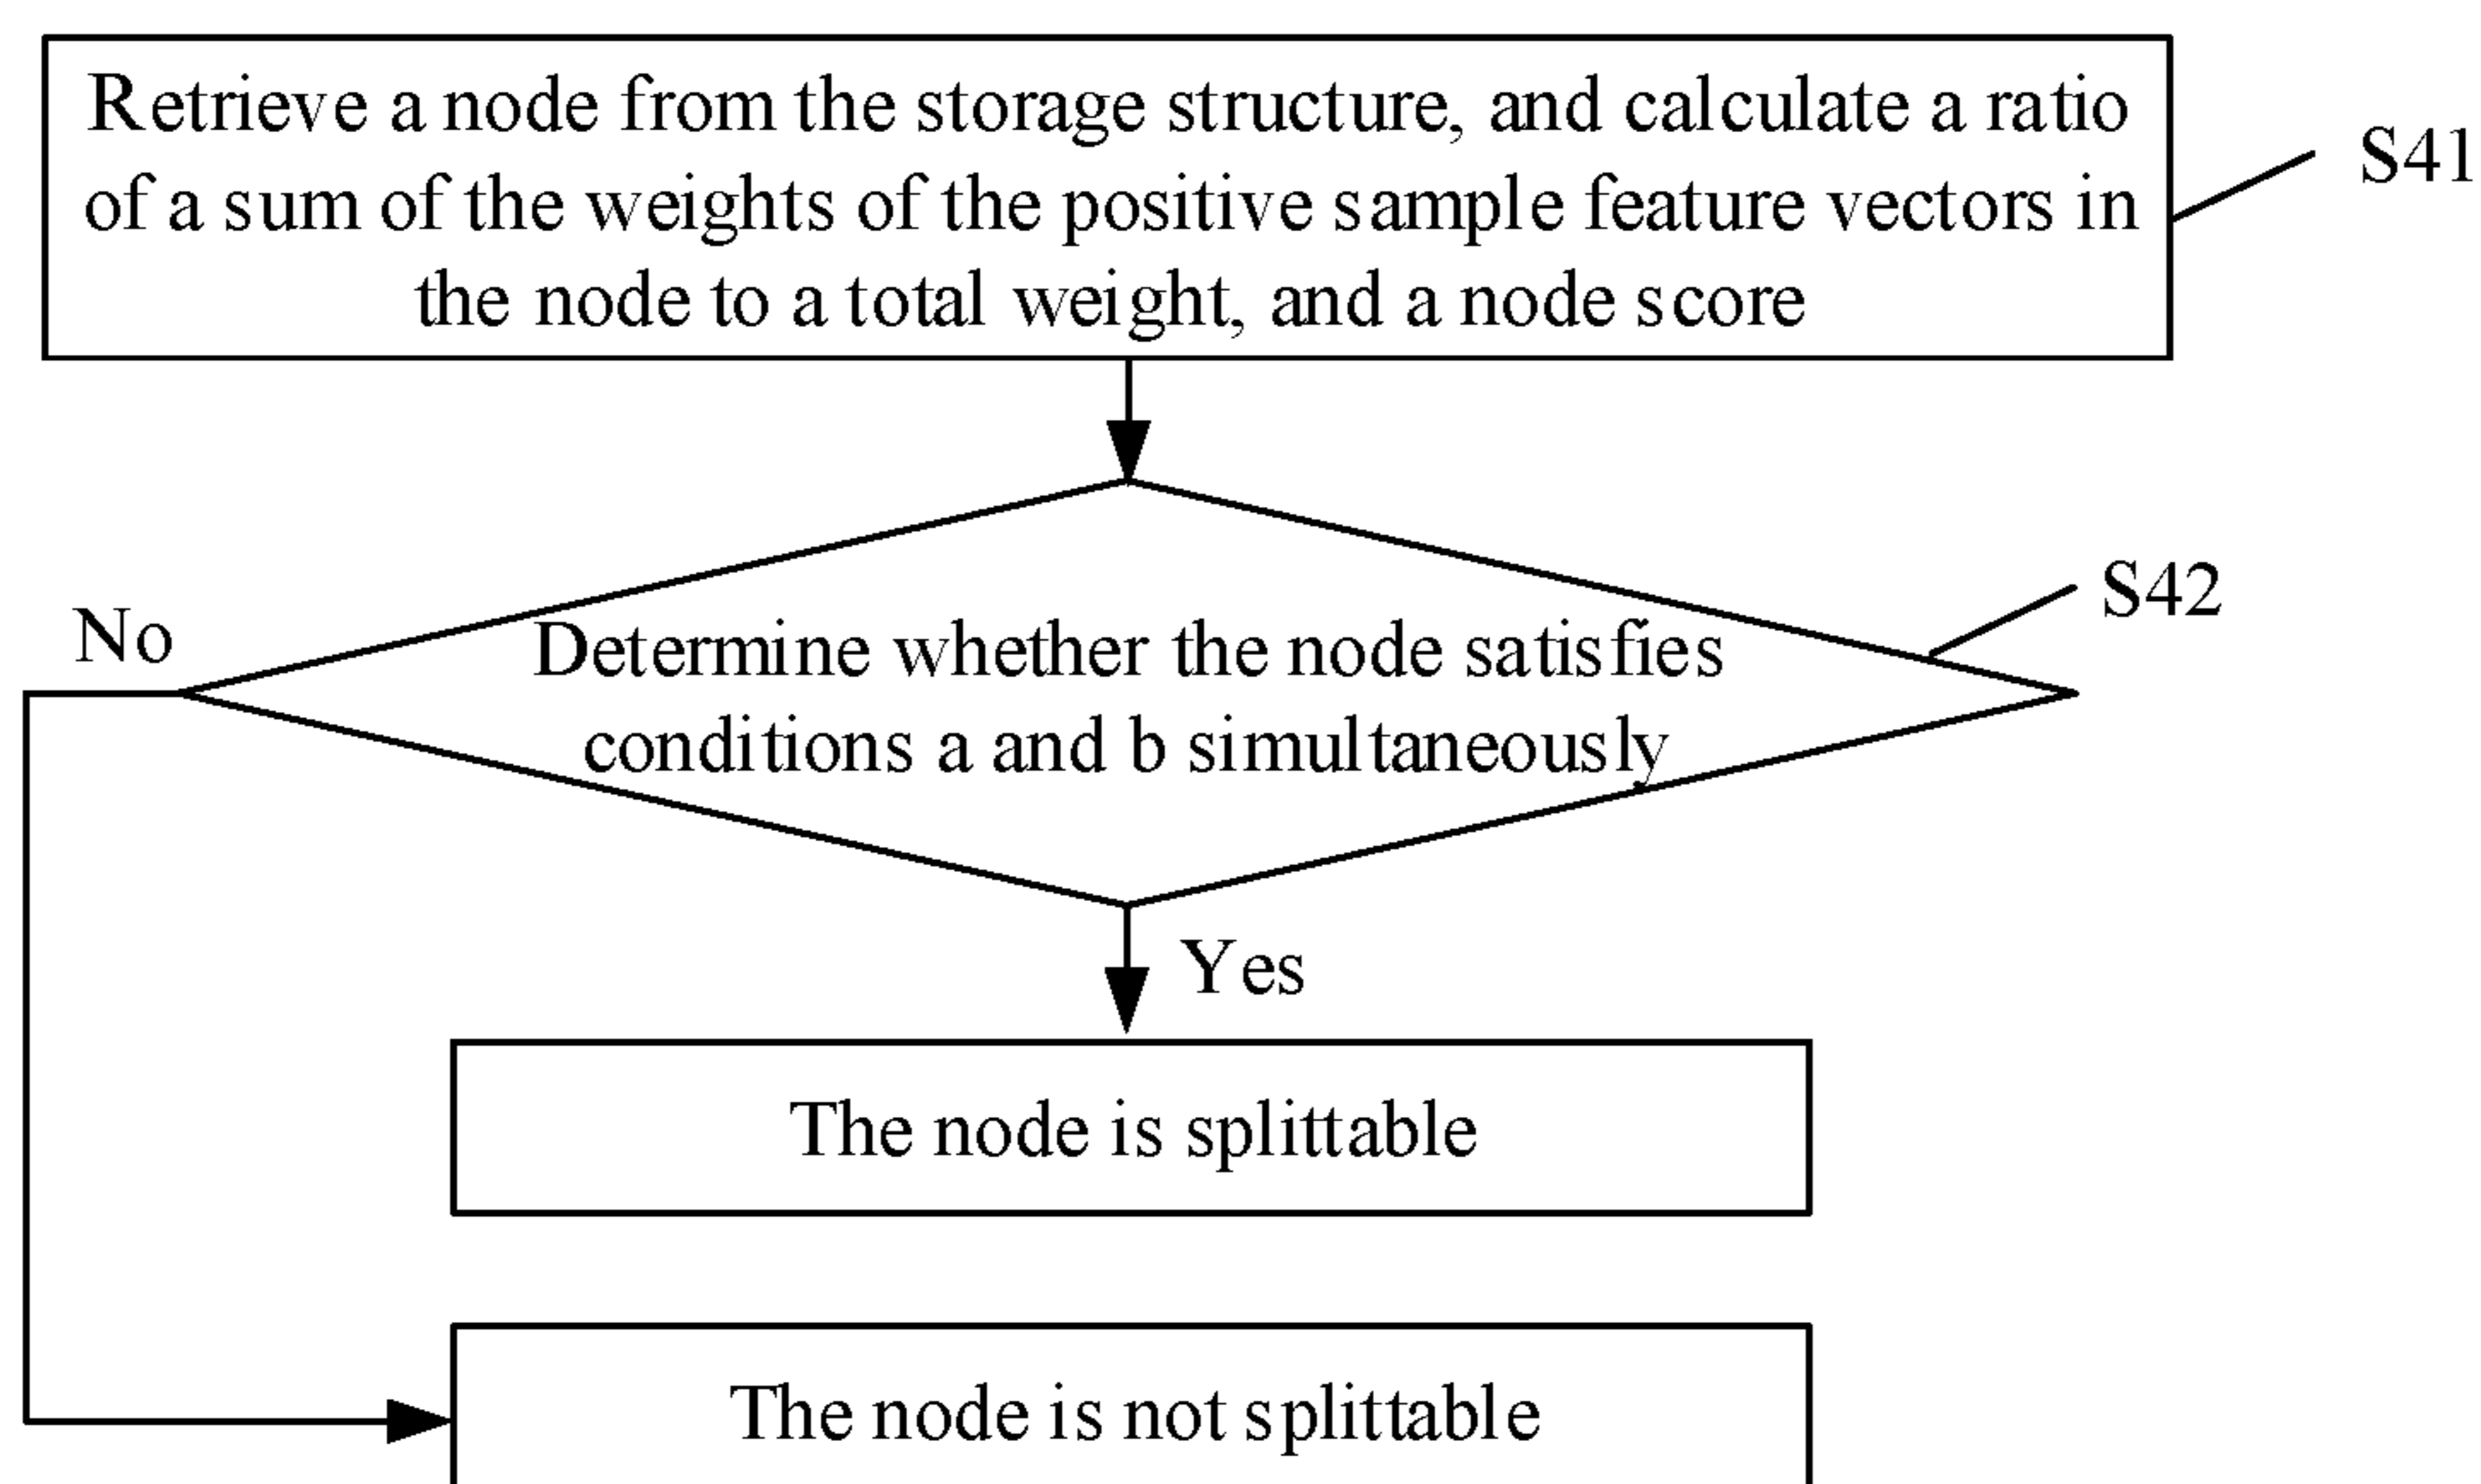 Retrieve a node from the storage structure, and calculate a ratio
of a sum of the weights of the positive sample feature vectors in
the node to a total weight, and a node score
S41
S42
No
Determine whether the node satisfies
conditions a and b simultaneously
Yes
The node is splittable
The node is not splittable